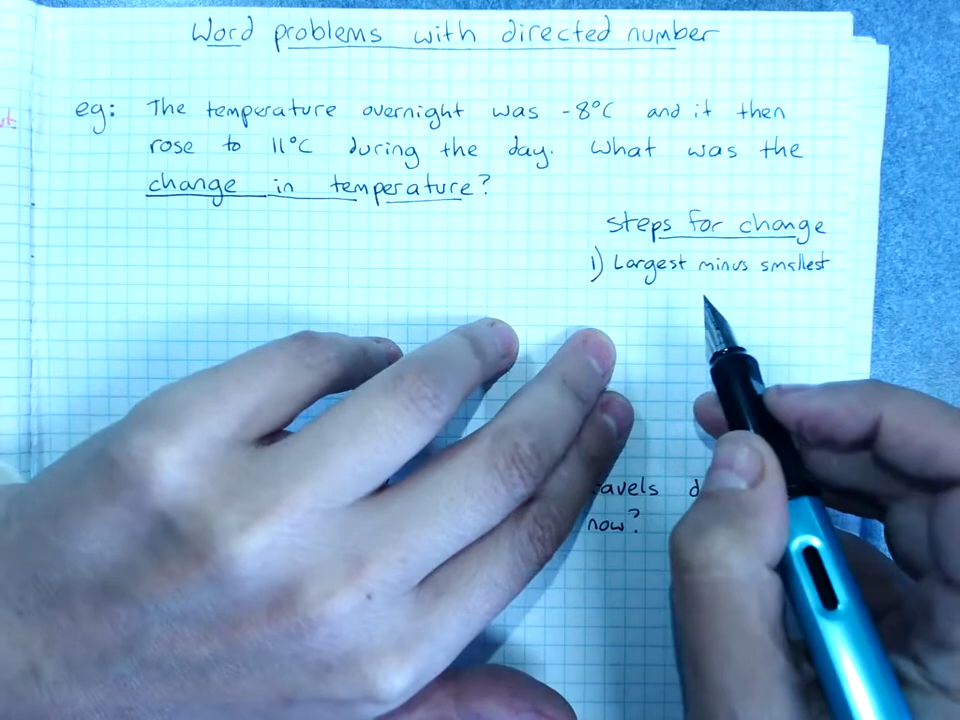 Word problems with directed number
eg: The temperature overnight was -8°C and it then
rose to 11°C during the day. What was the
change in temperature?
steps for change
1) Largest minus smallest
now?